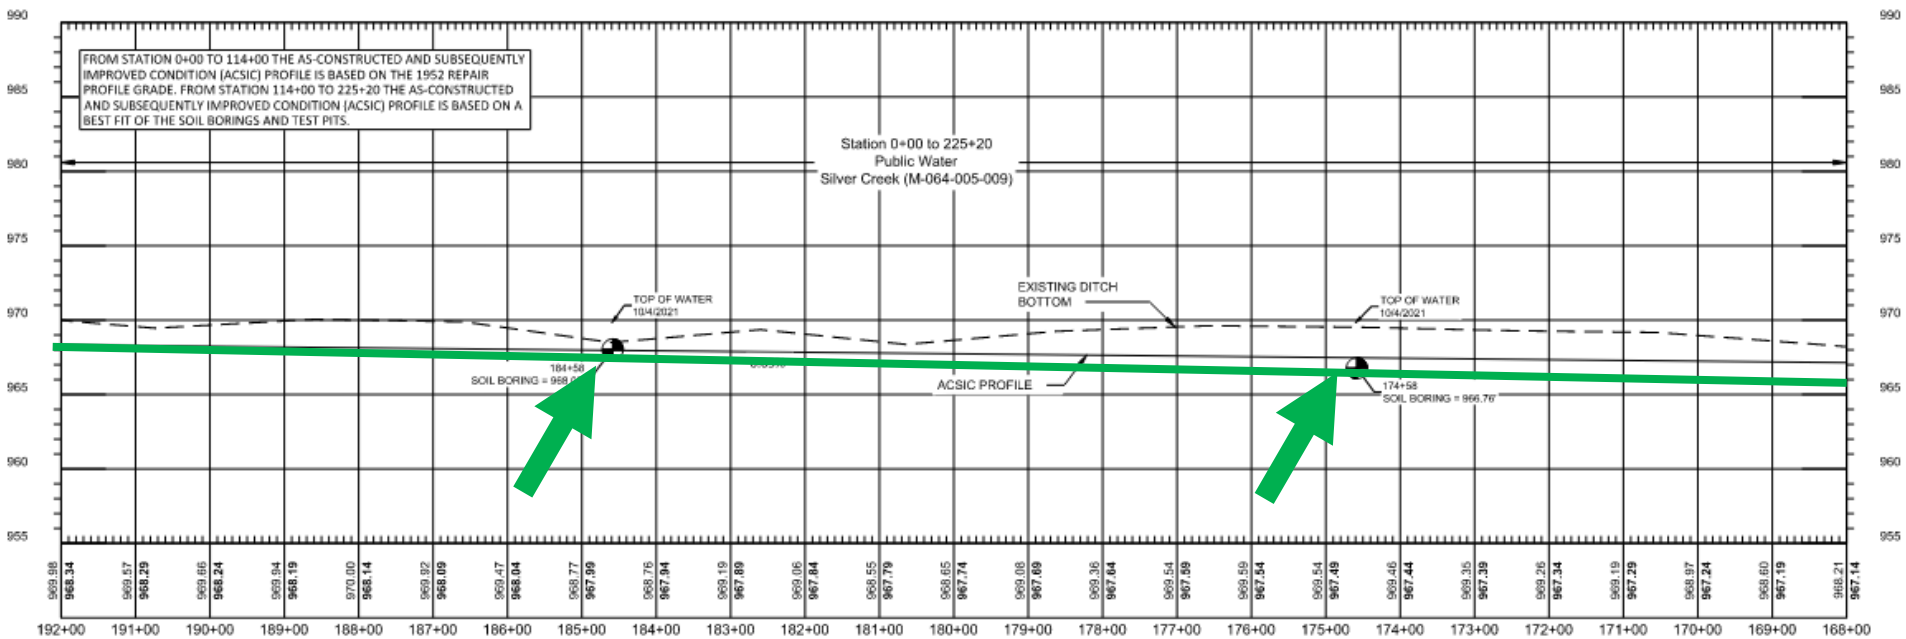 990
990
FROM STATION 0+00 TO 114+00 THE AS-CONSTRUCTED AND SUBSEQUENTLY
IMPROVED CONDITION (ACSIC) PROFILE IS BASED ON THE 1952 REPAIR
PROFILE GRADE. FROM STATION 114+00 TO 225+20 THE AS-CONSTRUCTED
AND SUBSEQUENTLY IMPROVED CONDITION (ACSIC) PROFILE IS BASED ON A
BEST FIT OF THE SOIL BORINGS AND TEST PITS.
985
985
Station 0+00 to 225+20
Public Water
Silver Creek (M-064-005-009)
980
980
975
975
EXISTING DITCH
BOTTOM
TOP OF WATER
10/4/2021
TOP OF WATER
10/4/2021
970
970
184+58
SOIL BORING = 968.0
ACSIC PROFILE
174+58
SOIL BORING = 966.76'
965
965
960
960
955
955
969.98 968.34
969.57 968.29
969.66 968.24
969.94 968.19
970.00 968.14
969.92 968.09
969.47 968.04
968.77 967.99
968.76 967.94
969.19 967.89
969.06 967.84
968.55 967.79
968.65 967.74
969.08 967.69
969.36 967.64
969.54 967.59
969.59 967.54
969.54 967.49
969.46 967.44
969.35 967.39
969.26 967.34
969.19 967.29
968.97 967.24
968.60 967.19
968.21 967.14
192+00 191+00 190+00 189+00 188+00 187+00 186+00 185+00 184+00 183+00 182+00 181+00 180+00 179+00 178+00 177+00 176+00 175+00 174+00 173+00 172+00 171+00 170+00 169+00 168+00